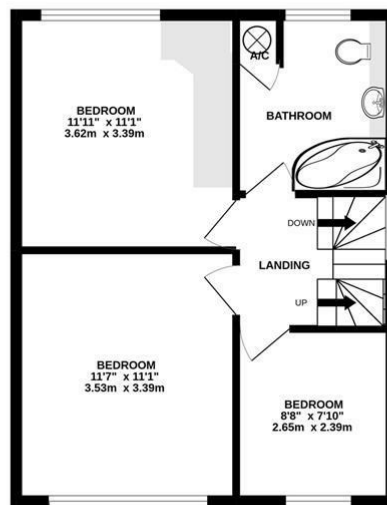 BEDROOM
11'11" x 11'1"
3.62m x 3.39m
A/C
BATHROOM
DOWN
LANDING
UP
BEDROOM
11'7" x 11'1"
3.53m x 3.39m
BEDROOM
8'8" x 7'10"
2.65m x 2.39m